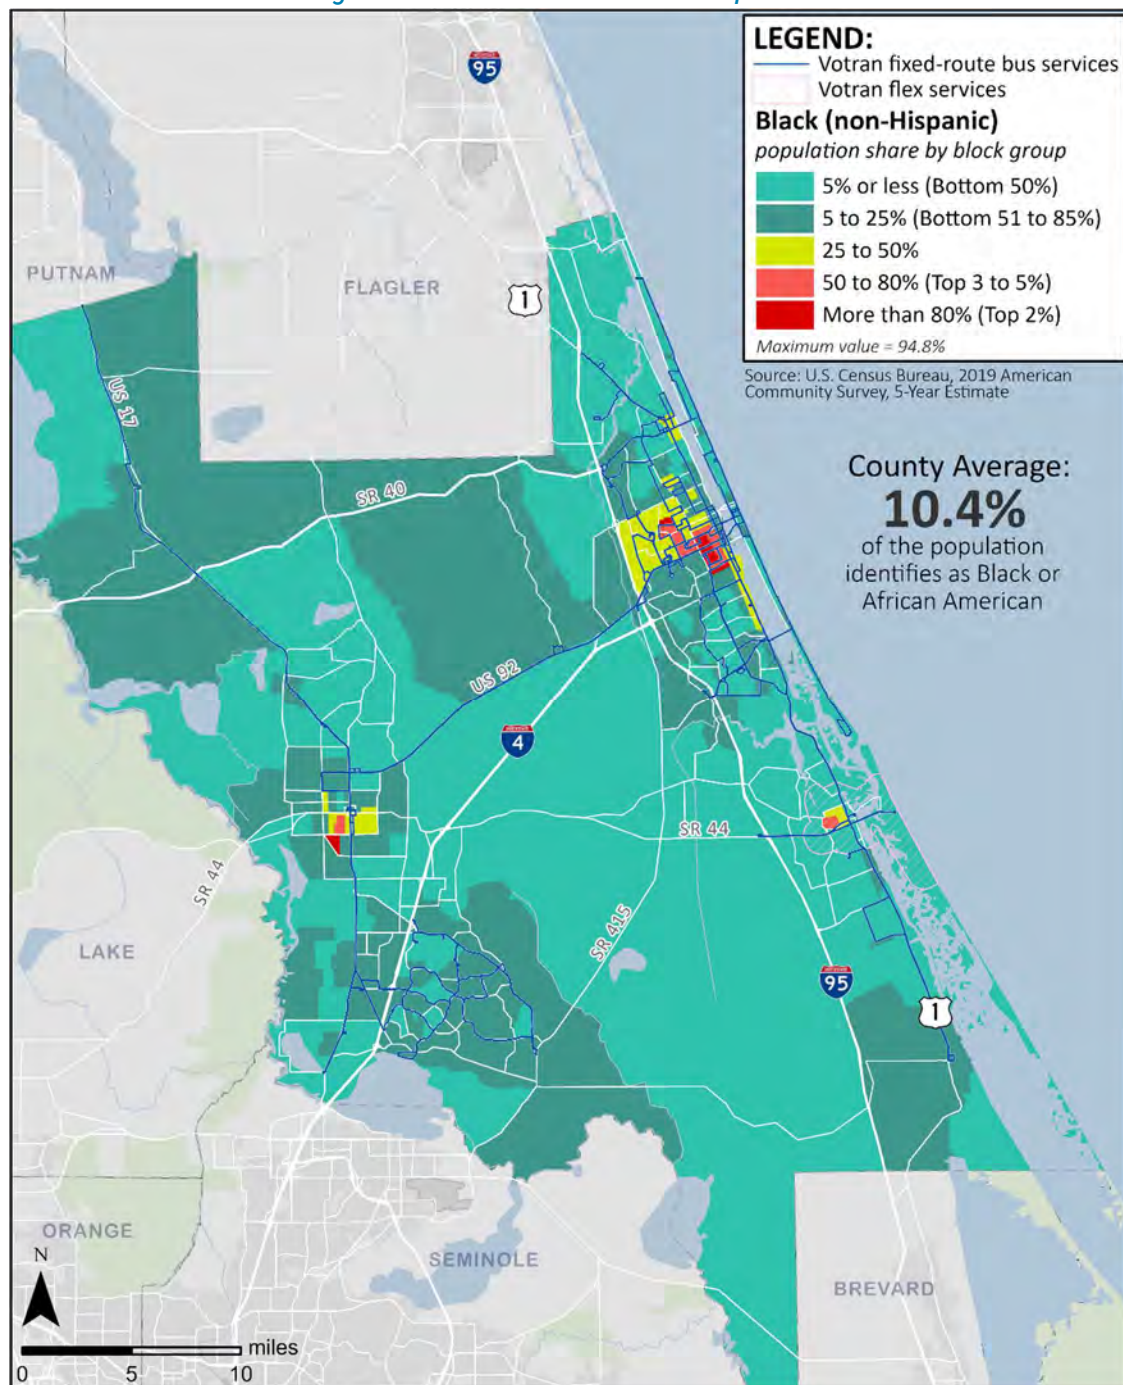 LEGEND:
Votran fixed-route bus services
Votran flex services
Black (non-Hispanic)
population share by block group
5% or less (Bottom 50%)
5 to 25% (Bottom 51 to 85%)
25 to 50%
50 to 80% (Top 3 to 5%)
More than 80% (Top 2%)
Maximum value = 94.8%
Source: U.S. Census Bureau, 2019 American
Community Survey, 5-Year Estimate
County Average:
10.4%
of the population
identifies as Black or
African American
95
PUTNAM
FLAGLER
1
US 17
SR 40
US 92
4
SR 44
SR 44
SR 415
LAKE
95
1
ORANGE
SEMINOLE
BREVARD
N
miles
0 5 10